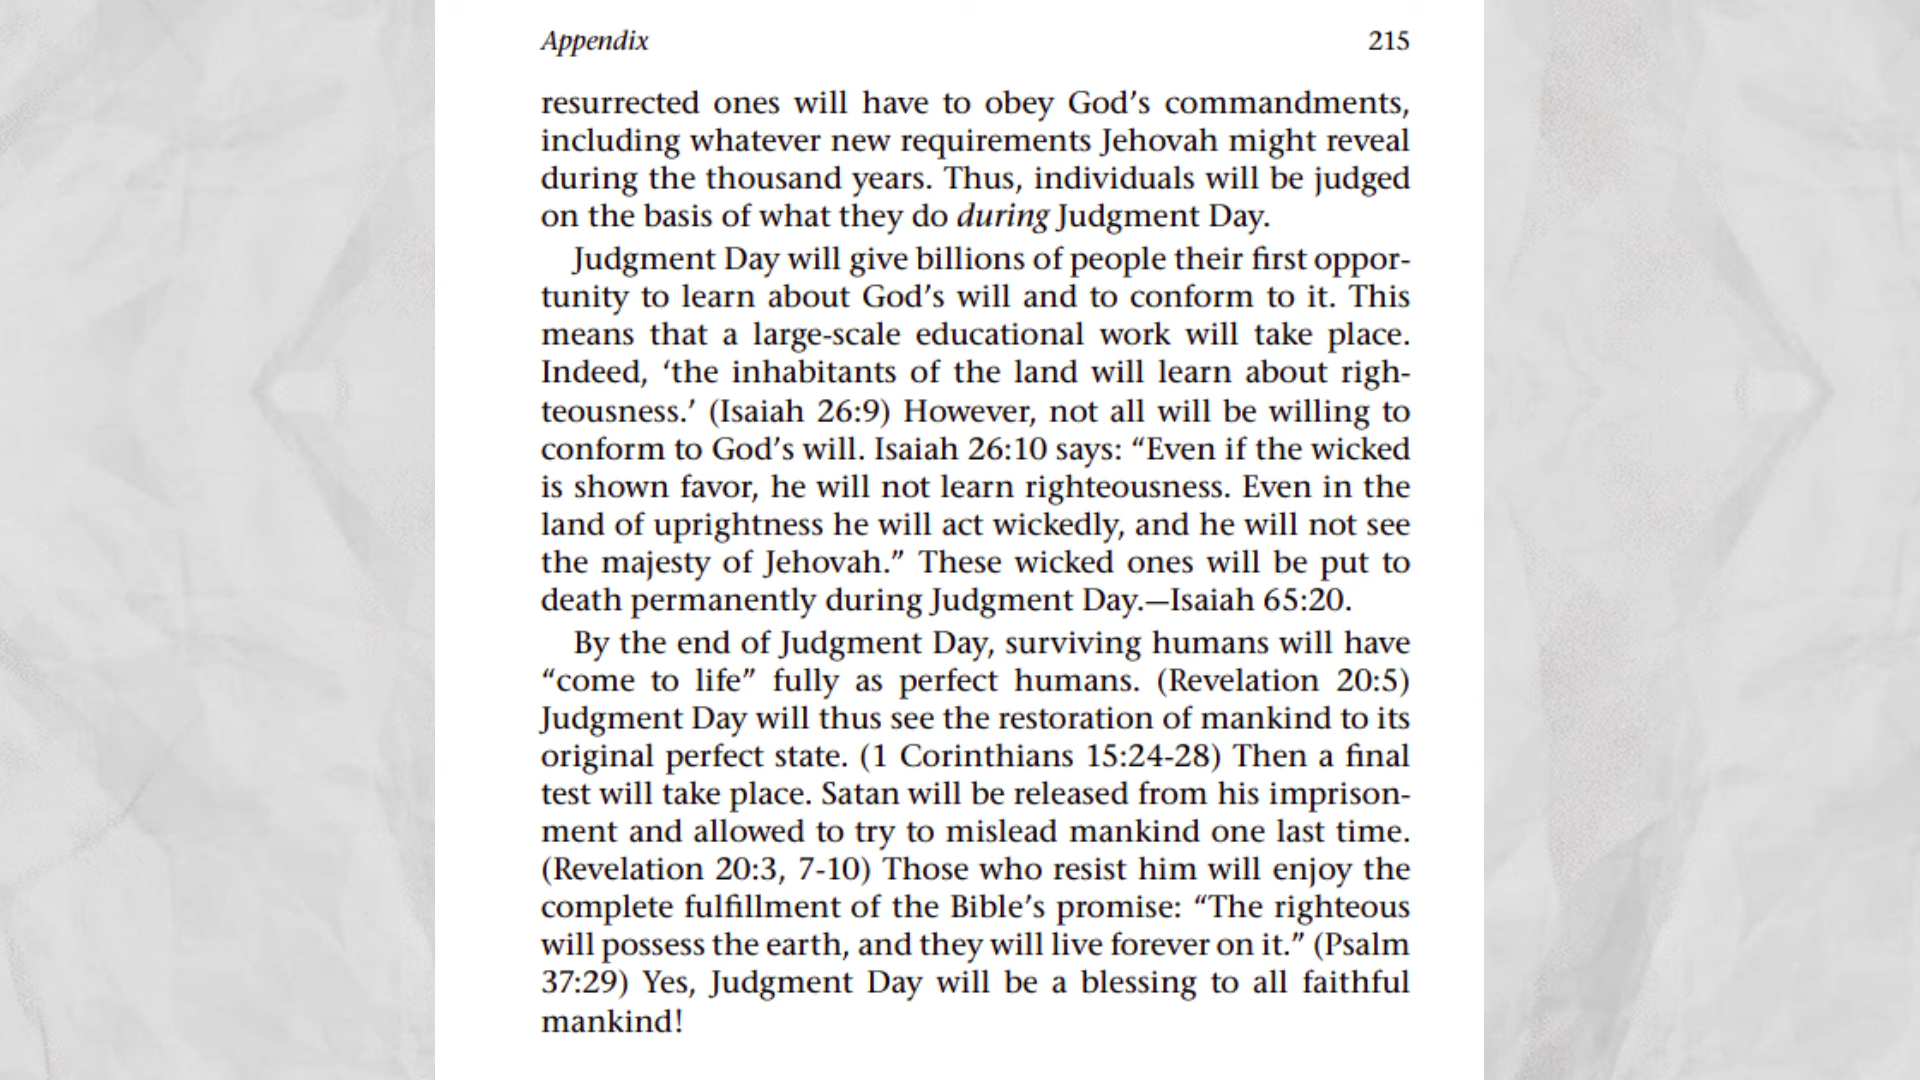 Appendix 215
resurrected ones will have to obey God’s commandments,
including whatever new requirements Jehovah might reveal
during the thousand years. Thus, individuals will be judged
on the basis of what they do during Judgment Day.
Judgment Day will give billions of people their first oppor-
tunity to learn about God’s will and to conform to it. This
means that a large-scale educational work will take place.
Indeed, ‘the inhabitants of the land will learn about righ-
teousness.’ (Isaiah 26:9) However, not all will be willing to
conform to God’s will. Isaiah 26:10 says: “Even if the wicked
is shown favor, he will not learn righteousness. Even in the
land of uprightness he will act wickedly, and he will not see
the majesty of Jehovah.” These wicked ones will be put to
death permanently during Judgment Day.—Isaiah 65:20.
By the end of Judgment Day, surviving humans will have
“come to life” fully as perfect humans. (Revelation 20:5)
Judgment Day will thus see the restoration of mankind to its
original perfect state. (1 Corinthians 15:24-28) Then a final
test will take place. Satan will be released from his imprison-
ment and allowed to try to mislead mankind one last time.
(Revelation 20:3, 7-10) Those who resist him will enjoy the
complete fulfillment of the Bible’s promise: “The righteous
will possess the earth, and they will live forever on it.” (Psalm
37:29) Yes, Judgment Day will be a blessing to all faithful
mankind!